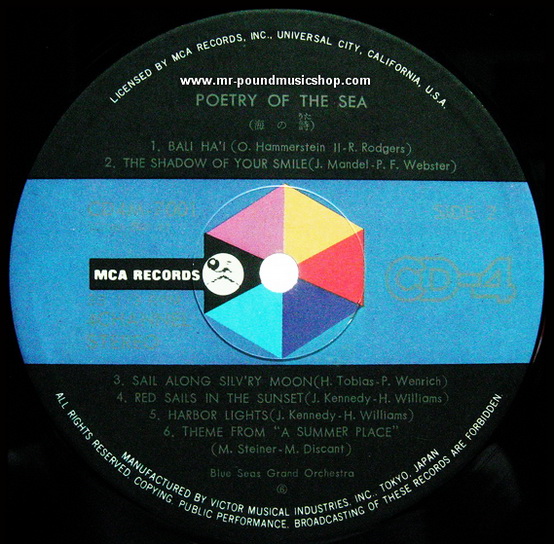 LICENSED BY MCA RECORDS, INC., UNIVERSAL CITY, CALIFORNIA, U.S.A.
www.mr-poundmusicshop.com
POETRY OF THE SEA
(海の詩)
うた
1. BALI HA'I (O. Hammerstein II-R. Rodgers)
2. THE SHADOW OF YOUR SMILE(J. Mandel-P. F. Webster)
SIDE 2
MCA RECORDS
CD-4
4CHANNEL
STEREO
3. SAIL ALONG SILV'RY MOON(H. Tobias-P. Wenrich)
4. RED SAILS IN THE SUNSET(J. Kennedy-H. Williams)
5. HARBOR LIGHTS(J. Kennedy-H. Williams)
6. THEME FROM "A SUMMER PLACE"
(M. Steiner-M. Discant)
Blue Seas Grand Orchestra
MANUFACTURED BY VICTOR MUSICAL INDUSTRIES, INC., TOKYO, JAPAN
ALL RIGHTS RESERVED. COPYING, PUBLIC PERFORMANCE, BROADCASTING OF THESE RECORDS ARE FORBIDDEN